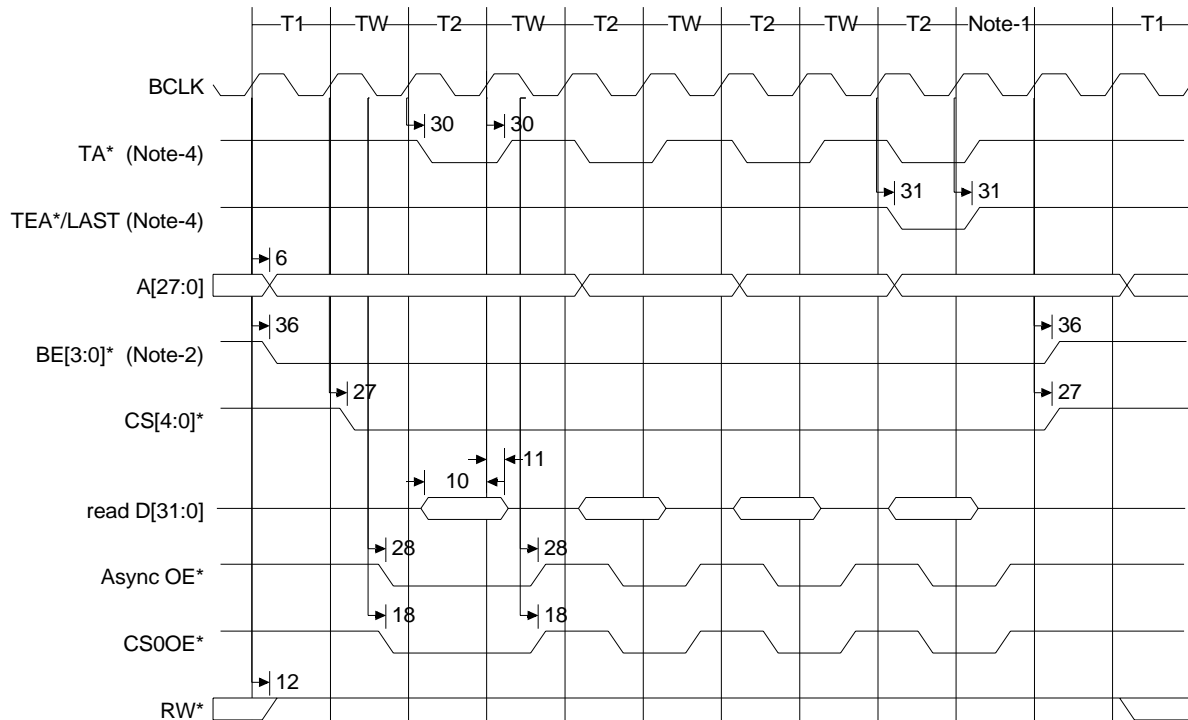 T1 TW T2 TW T2 TW T2 TW T2 Note-1 T1
BCLK
30 30
TA* (Note-4)
31 31
TEA*/LAST (Note-4)
6
A[27:0]
36 36
BE[3:0]* (Note-2)
27 27
CS[4:0]*
11
10
read D[31:0]
28 28
Async OE*
18 18
CS0OE*
12
RW*